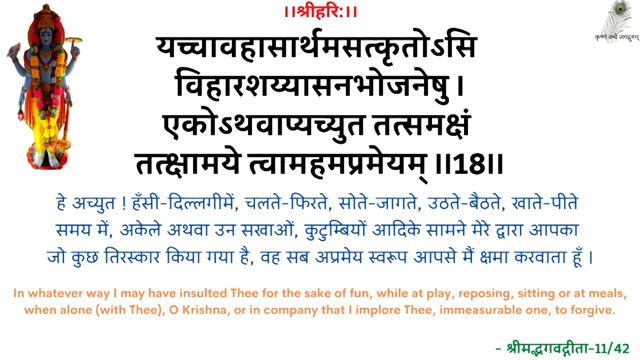 ।।श्रीहरि:।।
कृष्णं वन्दे जगद्गुरुम्
यच्चावहासार्थमसत्कृतोऽसि
विहारशय्यासनभोजनेषु ।
एकोऽथवाप्यच्युत तत्समक्षं
तत्क्षामये त्वामहमप्रमेयम् ।।18।।
हे अच्युत ! हँसी-दिल्लगीमें, चलते-फिरते, सोते-जागते, उठते-बैठते, खाते-पीते
समय में, अकेले अथवा उन सखाओं, कुटुम्बियों आदिके सामने मेरे द्वारा आपका
जो कुछ तिरस्कार किया गया है, वह सब अप्रमेय स्वरूप आपसे मैं क्षमा करवाता हूँ ।
In whatever way I may have insulted Thee for the sake of fun, while at play, reposing, sitting or at meals,
when alone (with Thee), O Krishna, or in company that I implore Thee, immeasurable one, to forgive.
- श्रीमद्भगवद्गीता-11/42